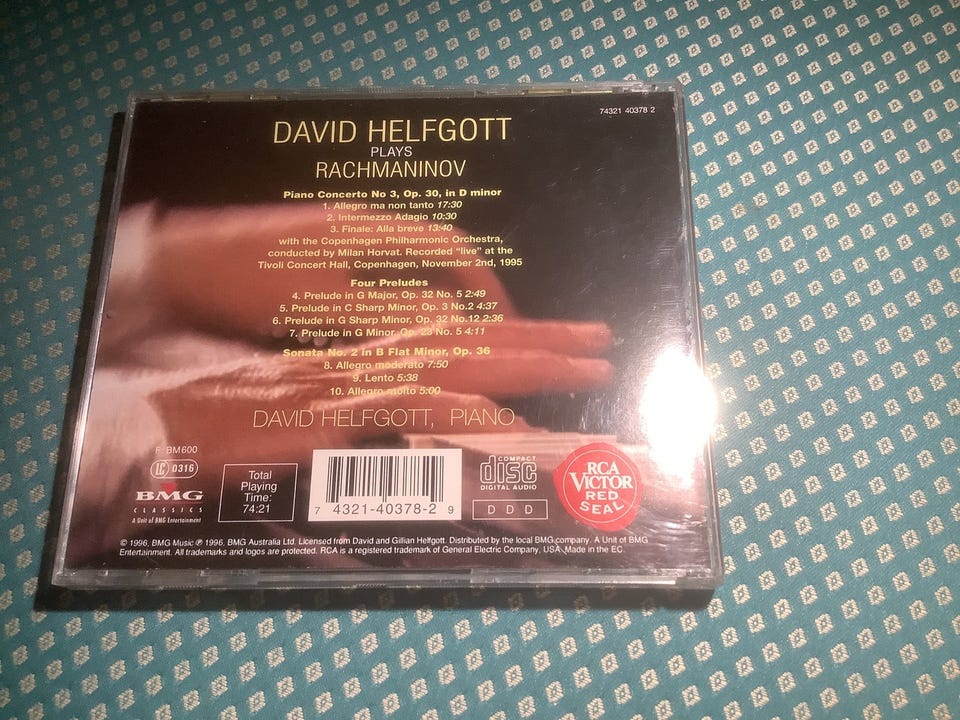 74321 40378 2
DAVID HELFGOTT
PLAYS
RACHMANINOV
Piano Concerto No 3, Op. 30, in D minor
1. Allegro ma non tanto 17:30
2. Intermezzo Adagio 10:30
3. Finale: Alla breve 13:40
with the Copenhagen Philharmonic Orchestra,
conducted by Milan Horvat. Recorded "live" at the
Tivoli Concert Hall, Copenhagen, November 2nd, 1995
Four Preludes
4. Prelude in G Major, Op. 32 No. 5 2:49
5. Prelude in C Sharp Minor, Op. 3 No.2 4:37
6. Prelude in G Sharp Minor, Op. 32 No.12 2:36
7. Prelude in G Minor, Op. 23 No. 5 4:11
Sonata No. 2 in B Flat Minor, Op. 36
8. Allegro moderato 7:50
9. Lento 5:38
10. Allegro molto 5:00
DAVID HELFGOTT, PIANO
F: BM600
LC 0316
BMG
CLASSICS
A Unit of BMG Entertainment
Total
Playing
Time:
74:21
7 4321-40378-2 9
COMPACT
disc
DIGITAL AUDIO
D D D
RCA
VICTOR
RED
SEAL
© 1996, BMG Music ℗ 1996, BMG Australia Ltd. Licensed from David and Gillian Helfgott. Distributed by the local BMG company. A Unit of BMG
Entertainment. All trademarks and logos are protected. RCA is a registered trademark of General Electric Company, USA. Made in the EC.